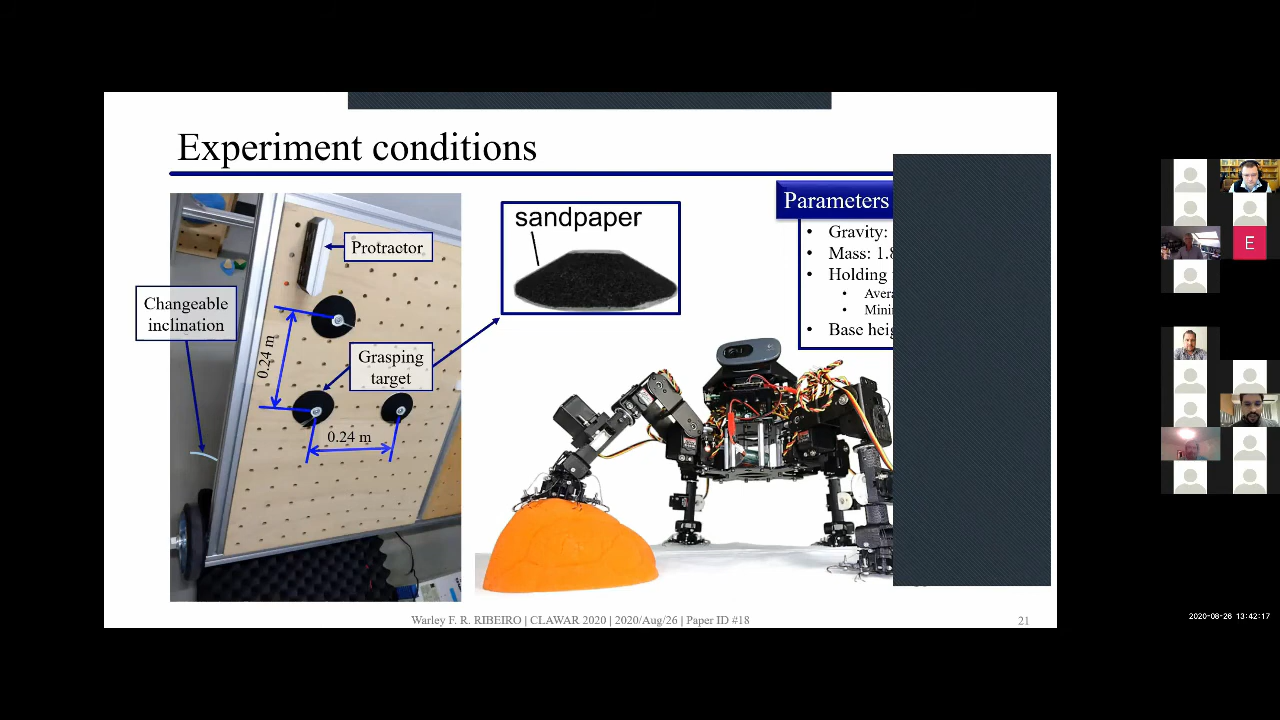 Experiment conditions
Protractor
Changeable
inclination
0.24 m
Grasping
target
0.24 m
sandpaper
Parameters
Gravity:
Mass: 1.8
Holding
Base
Warley F. R. RIBEIRO | CLAWAR 2020 | 2020/Aug/26 | Paper ID #18
21
E
2020-08-26 13:42:17